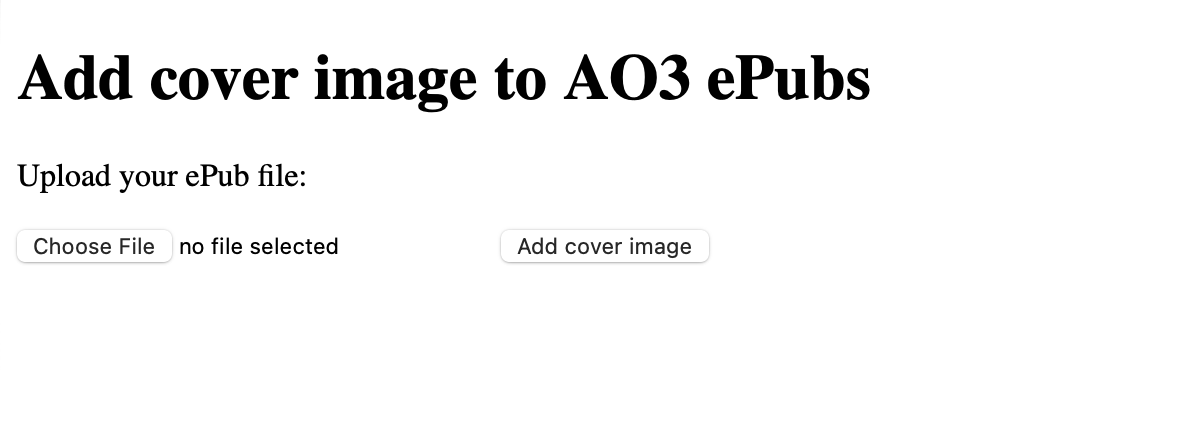 Add cover image to AO3 ePubs
Upload your ePub file:
Choose File no file selected Add cover image